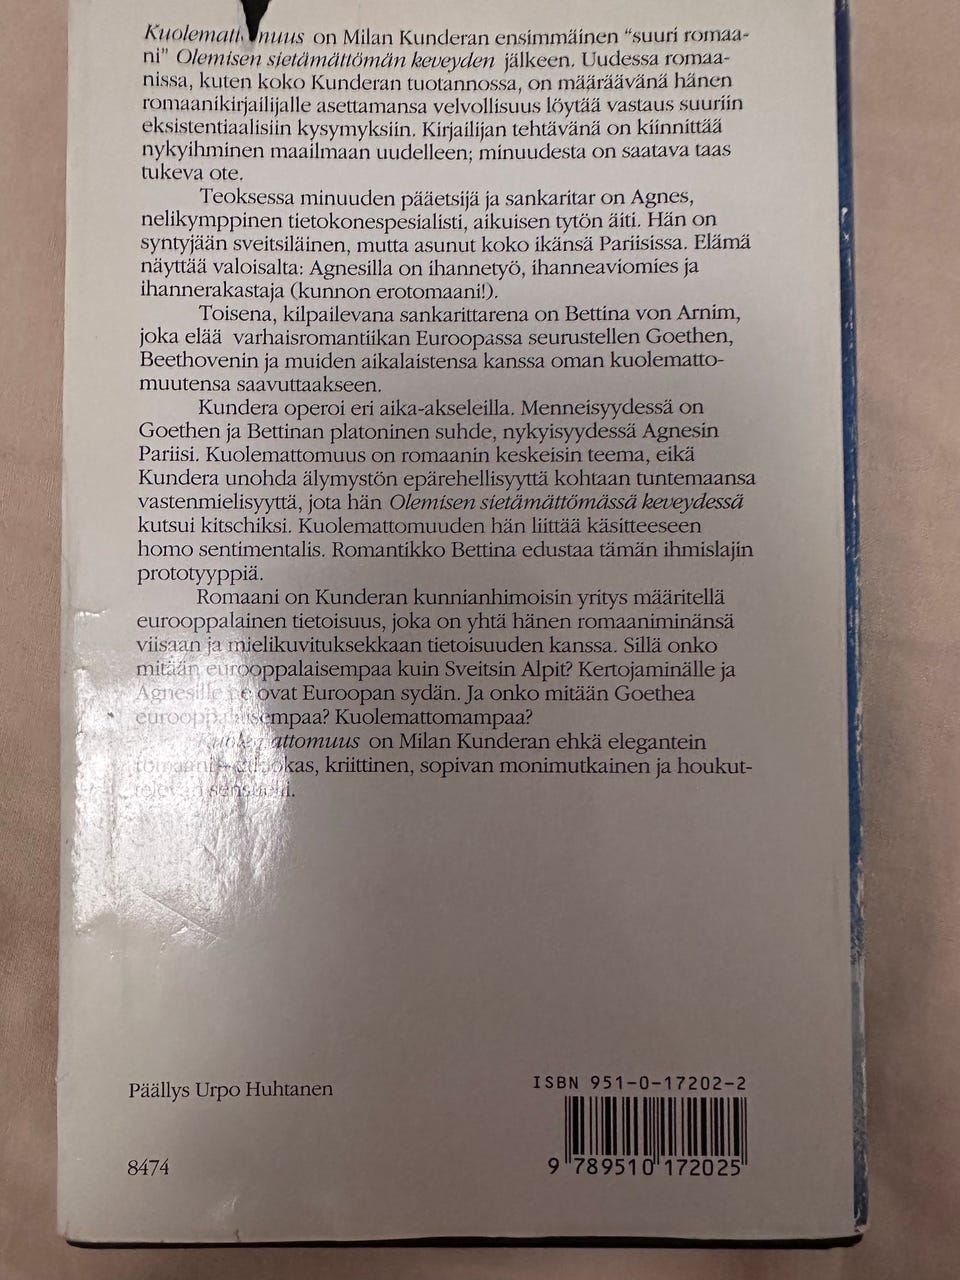 Kuolemattomuus on Milan Kunderan ensimmäinen “suuri romaa-
ni” Olemisen sietämättömän keveyden jälkeen. Uudessa romaa-
nissa, kuten koko Kunderan tuotannossa, on määräävänä hänen
romaanikirjailijalle asettamansa velvollisuus löytää vastaus suuriin
eksistentiaalisiin kysymyksiin. Kirjailijan tehtävänä on kiinnittää
nykyihminen maailmaan uudelleen; minuudesta on saatava taas
tukeva ote.
Teoksessa minuuden pääetsijä ja sankaritar on Agnes,
nelikymppinen tietokonespesialisti, aikuisen tytön äiti. Hän on
syntyjään sveitsiläinen, mutta asunut koko ikänsä Pariisissa. Elämä
näyttää valoisalta: Agnesilla on ihannetyö, ihanneaviomies ja
ihannerakastaja (kunnon erotomaani!).
Toisena, kilpailevana sankarittarena on Bettina von Arnim,
joka elää varhaisromantiikan Euroopassa seurustellen Goethen,
Beethovenin ja muiden aikalaistensa kanssa oman kuolematto-
muutensa saavuttaakseen.
Kundera operoi eri aika-akseleilla. Menneisyydessä on
Goethen ja Bettinan platoninen suhde, nykyisyydessä Agnesin
Pariisi. Kuolemattomuus on romaanin keskeisin teema, eikä
Kundera unohda älymystön epärehellisyyttä kohtaan tuntemaansa
vastenmielisyyttä, jota hän Olemisen sietämättömässä keveydessä
kutsui kitschiksi. Kuolemattomuuden hän liittää käsitteeseen
homo sentimentalis. Romantikko Bettina edustaa tämän ihmislajin
prototyyppiä.
Romaani on Kunderan kunnianhimoisin yritys määritellä
eurooppalainen tietoisuus, joka on yhtä hänen romaaniminänsä
viisaan ja mielikuvituksekkaan tietoisuuden kanssa. Sillä onko
mitään eurooppalaisempaa kuin Sveitsin Alpit? Kertojaminälle ja
Agnesille ne ovat Euroopan sydän. Ja onko mitään Goethea
eurooppalaisempaa? Kuolemattomampaa?
Kuolemattomuus on Milan Kunderan ehkä elegantein
romaani – kriittinen, sopivan monimutkainen ja houkut-
televan sensuelli.
Päällys Urpo Huhtanen
ISBN 951-0-17202-2
8474
9 789510 172025